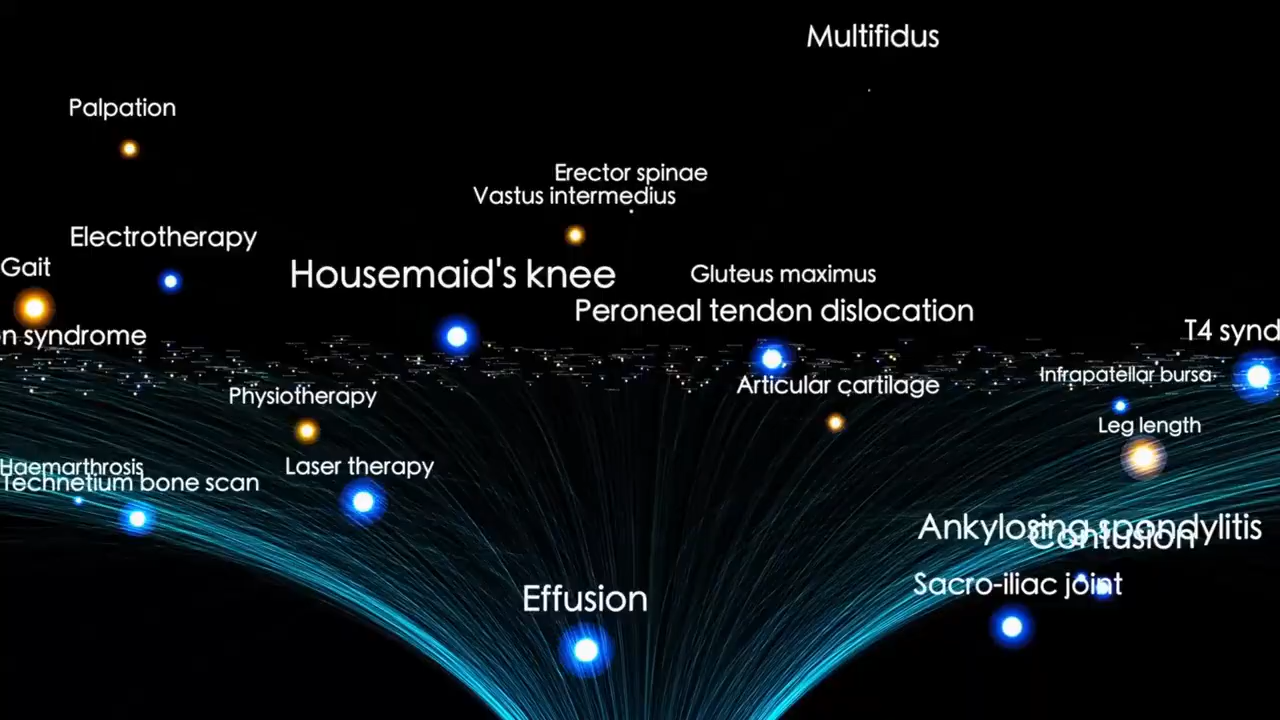 Multifidus
Palpation
Erector spinae
Vastus intermedius
Electrotherapy
Gait
Housemaid's knee
Gluteus maximus
Peroneal tendon dislocation
n syndrome
T4 synd
Infrapatellar bursa
Articular cartilage
Physiotherapy
Leg length
Haemarthrosis
Laser therapy
Technetium bone scan
Ankylosing spondylitis
Contusion
Sacro-iliac joint
Effusion